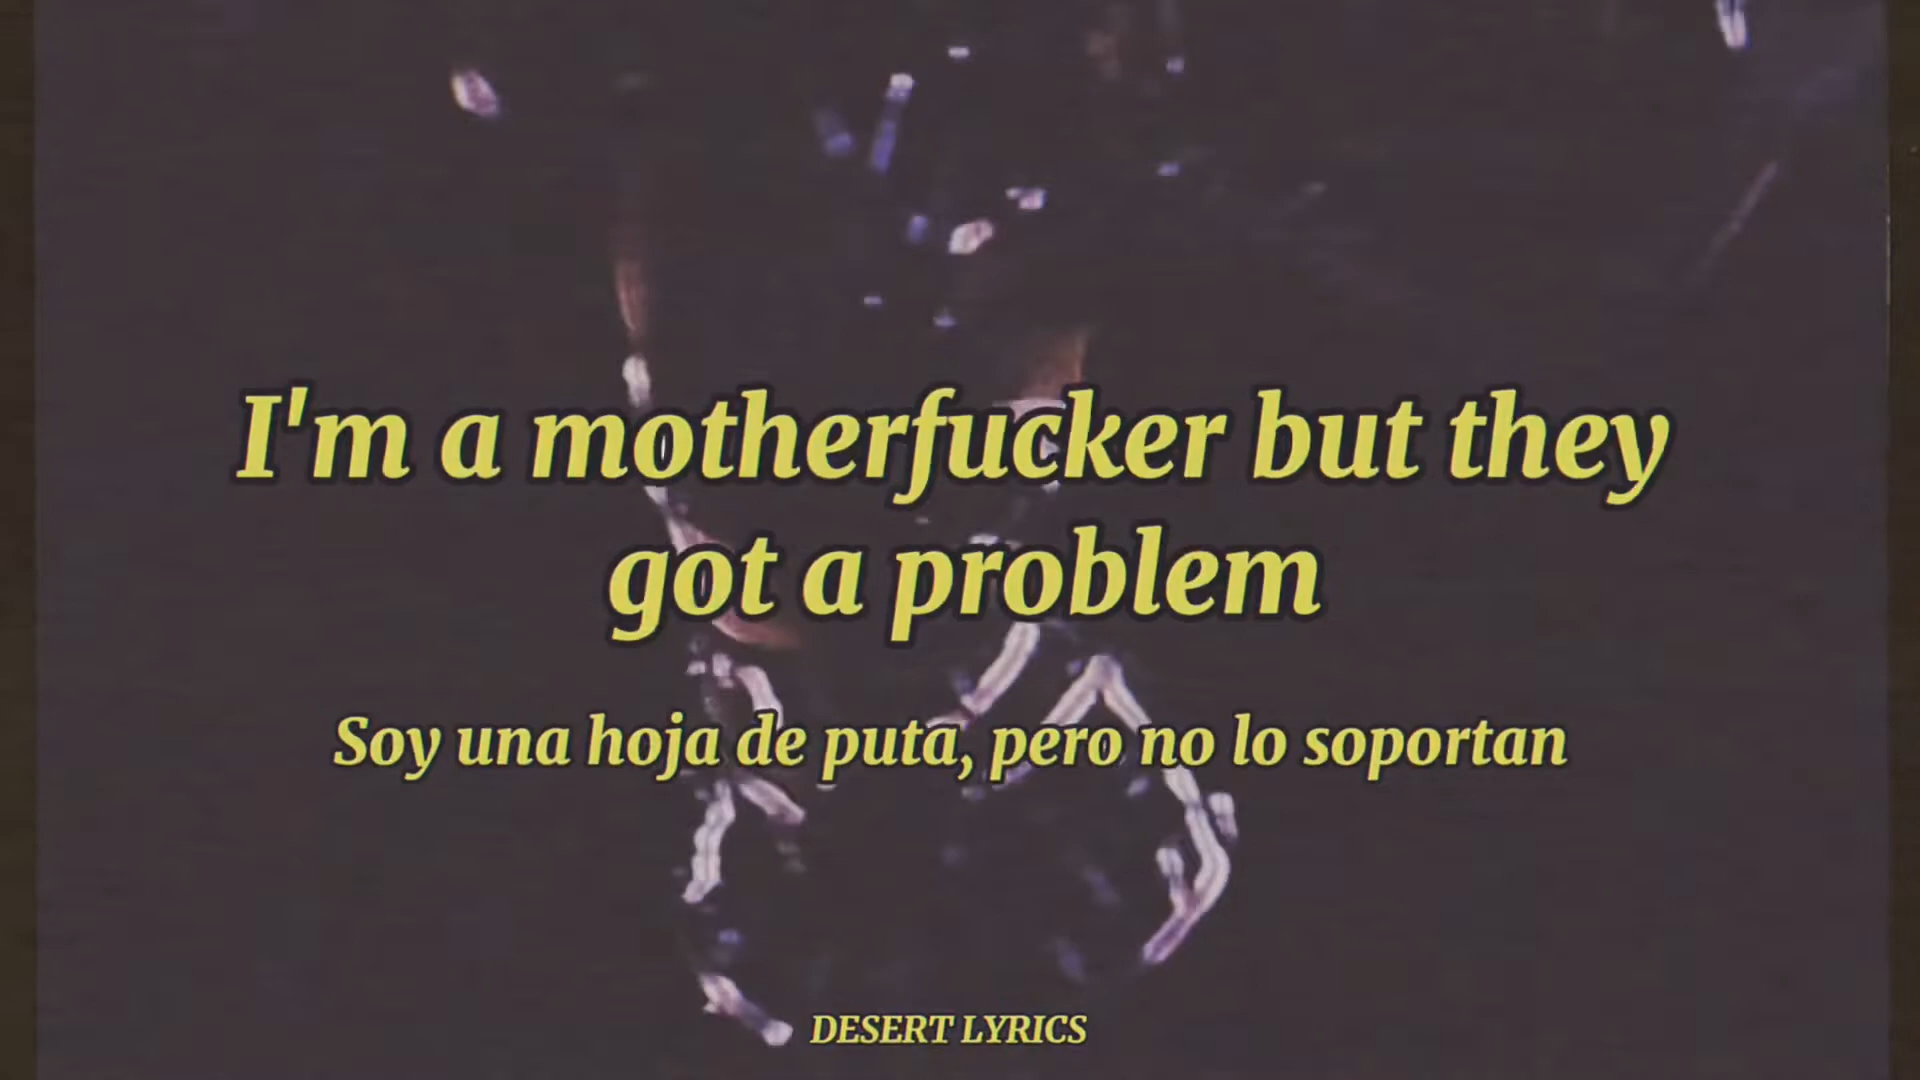 I'm a motherfucker but they
got a problem
Soy una hoja de puta, pero no lo soportan
DESERT LYRICS